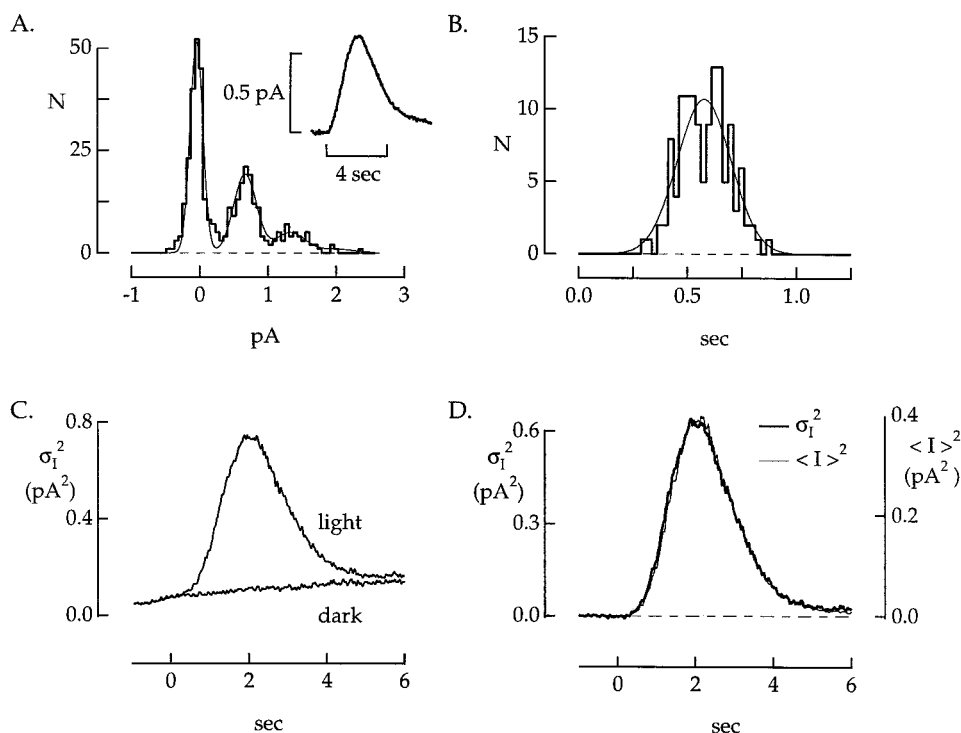 A.
50
N
25
0
-1 0 1 2 3
pA
0.5 pA
4 sec
B.
15
N
10
5
0
0.0 0.5 1.0
sec
C.
0.8
σI²
(pA²)
0.4
0.0
light
dark
0 2 4 6
sec
D.
0.6
σI²
(pA²)
0.3
0.0
σI²
< I >²
0.4
< I >²
(pA²)
0.2
0.0
0 2 4 6
sec